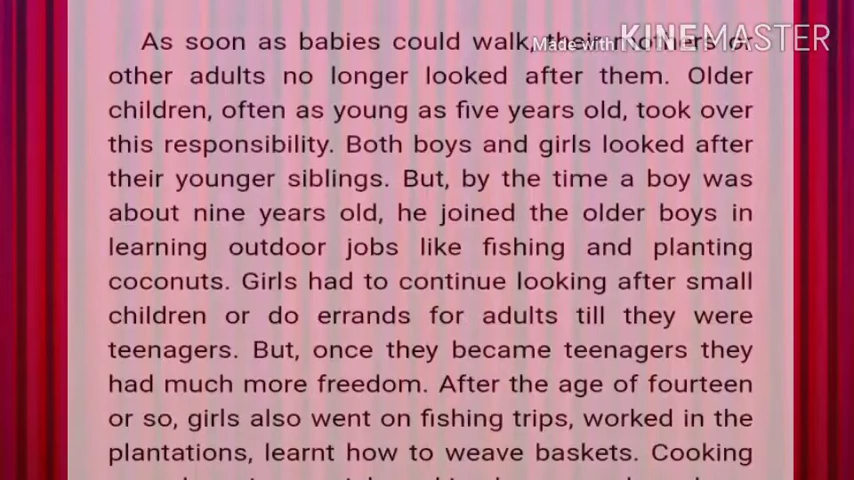 As soon as babies could walk, their mothers or
Made with KINEMASTER
other adults no longer looked after them. Older
children, often as young as five years old, took over
this responsibility. Both boys and girls looked after
their younger siblings. But, by the time a boy was
about nine years old, he joined the older boys in
learning outdoor jobs like fishing and planting
coconuts. Girls had to continue looking after small
children or do errands for adults till they were
teenagers. But, once they became teenagers they
had much more freedom. After the age of fourteen
or so, girls also went on fishing trips, worked in the
plantations, learnt how to weave baskets. Cooking